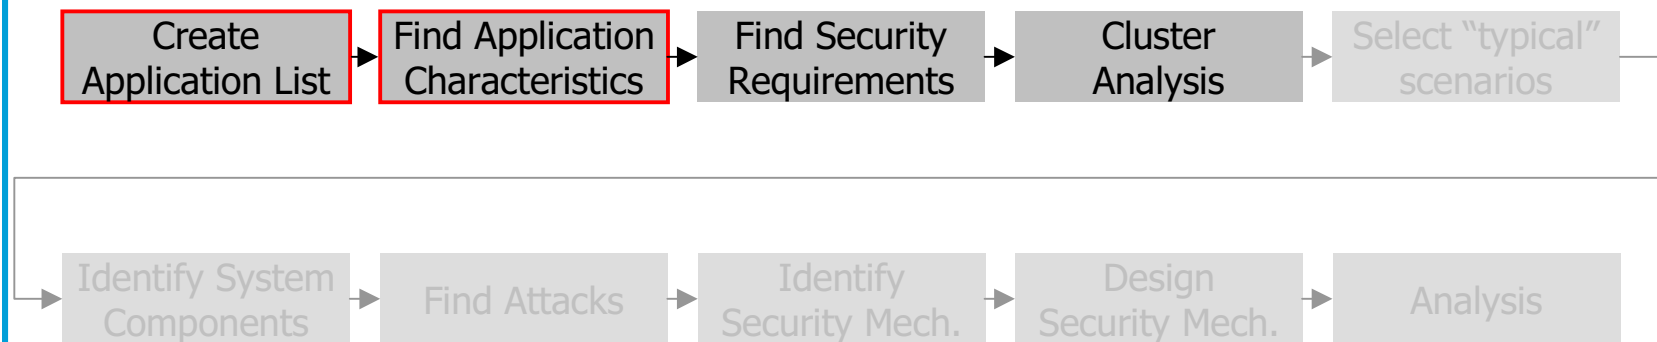 Create
Application List
Find Application
Characteristics
Find Security
Requirements
Cluster
Analysis
Select “typical”
scenarios
Identify System
Components
Find Attacks
Identify
Security Mech.
Design
Security Mech.
Analysis